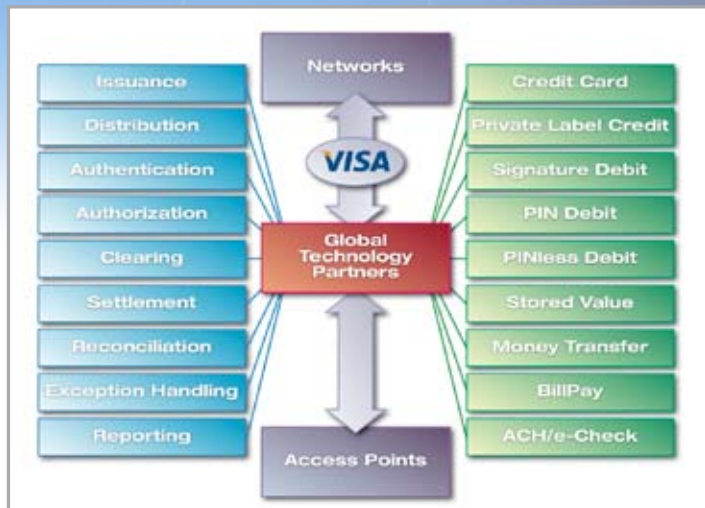 Issuance
Distribution
Authentication
Authorization
Clearing
Settlement
Reconciliation
Exception Handling
Reporting
Networks
VISA
Global
Technology
Partners
Access Points
Credit Card
Private Label Credit
Signature Debit
PIN Debit
PINless Debit
Stored Value
Money Transfer
BillPay
ACH/e-Check